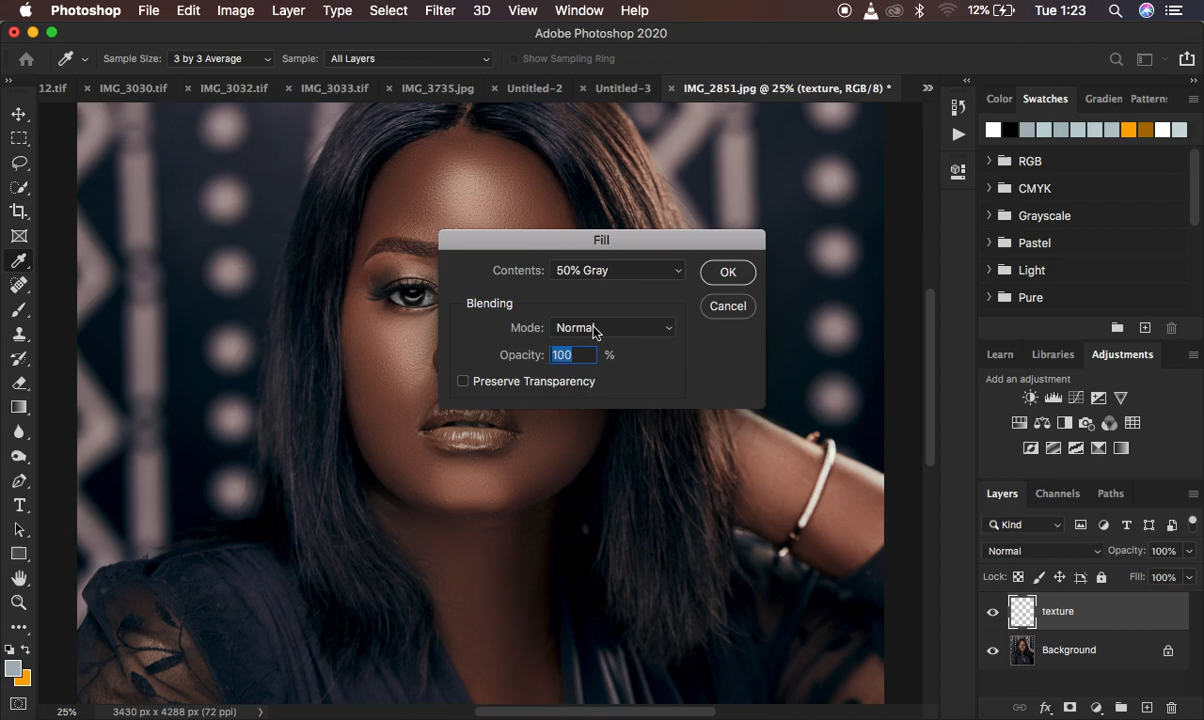 Photoshop File Edit Image Layer Type Select Filter 3D View Window Help 12% Tue 1:23
Adobe Photoshop 2020
Sample Size: 3 by 3 Average Sample: All Layers Show Sampling Ring
12.tif × IMG_3030.tif × IMG_3032.tif × IMG_3033.tif × IMG_3735.jpg × Untitled-2 × Untitled-3 × IMG_2851.jpg @ 25% (texture, RGB/8) *
Color Swatches Gradien Pattern
RGB
CMYK
Grayscale
Pastel
Light
Pure
Fill
Contents: 50% Gray OK
Blending Cancel
Mode: Normal
Opacity: 100 %
Preserve Transparency
Learn Libraries Adjustments
Add an adjustment
Layers Channels Paths
Kind
Normal Opacity: 100%
Lock: Fill: 100%
texture
Background
25% 3430 px x 4288 px (72 ppi)